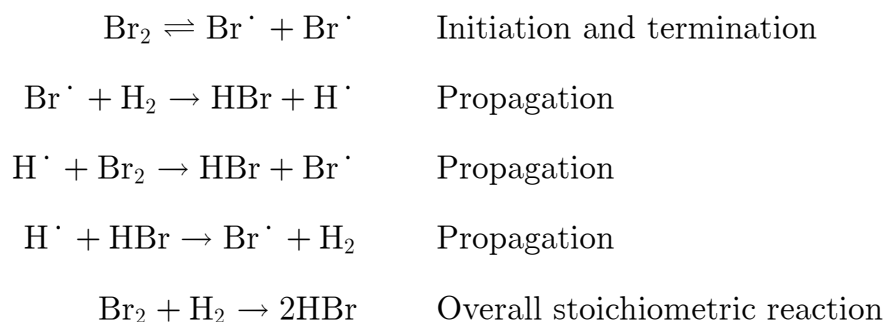 Br₂ ⇌ Br˙ + Br˙ Initiation and termination
Br˙ + H₂ → HBr + H˙ Propagation
H˙ + Br₂ → HBr + Br˙ Propagation
H˙ + HBr → Br˙ + H₂ Propagation
Br₂ + H₂ → 2HBr Overall stoichiometric reaction